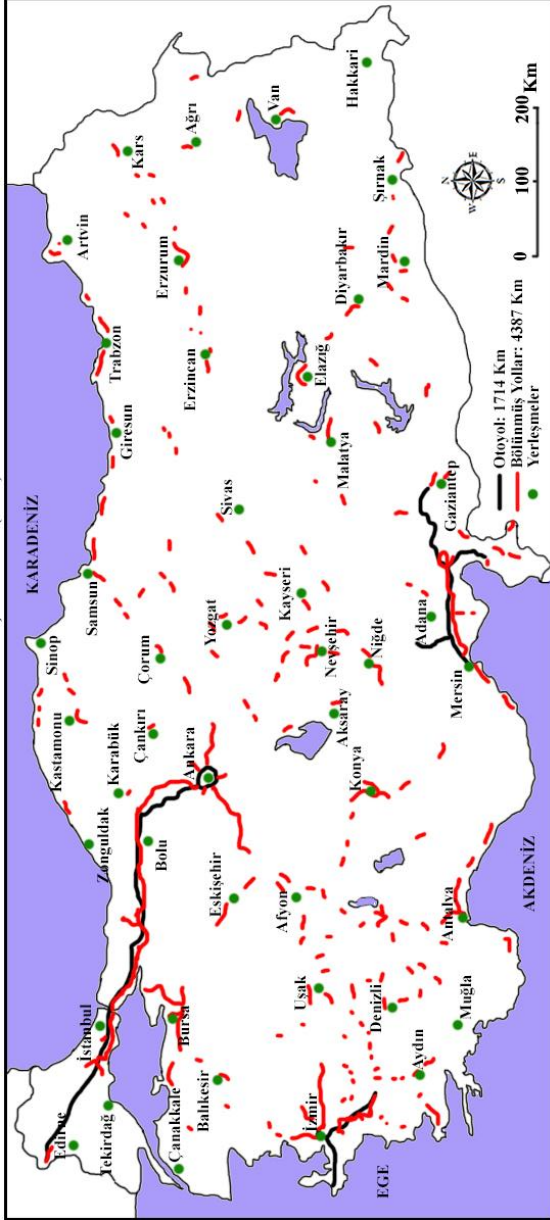 KARADENİZ
Sinop
Kastamonu
Zonguldak
Karabük
Samsun
Artvin
Trabzon
Giresun
Kars
Edirne
İstanbul
Tekirdağ
Bolu
Çankırı
Çorum
Ağrı
Erzurum
Erzincan
Çanakkale
Bursa
Ankara
Yozgat
Sivas
Balıkesir
Eskişehir
Van
Afyon
Kayseri
Elazığ
Uşak
Nevşehir
Malatya
Diyarbakır
Hakkari
İzmir
Aksaray
Niğde
Konya
Denizli
Şırnak
Mardin
Aydın
Adana
Gaziantep
Muğla
Antalya
Mersin
EGE
AKDENİZ
N
W E
S
0 100 200 Km
Otoyol: 1714 Km
Bölünmüş Yollar: 4387 Km
Yerleşmeler